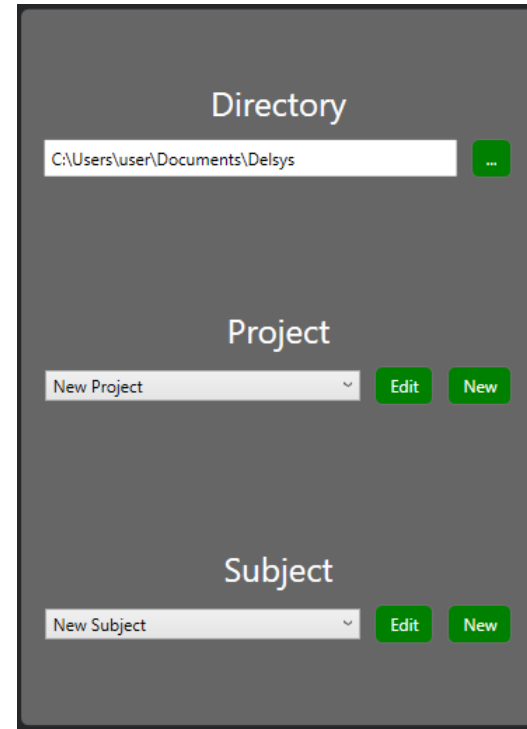 Directory
C:\Users\user\Documents\Delsys
...
Project
New Project
Edit
New
Subject
New Subject
Edit
New